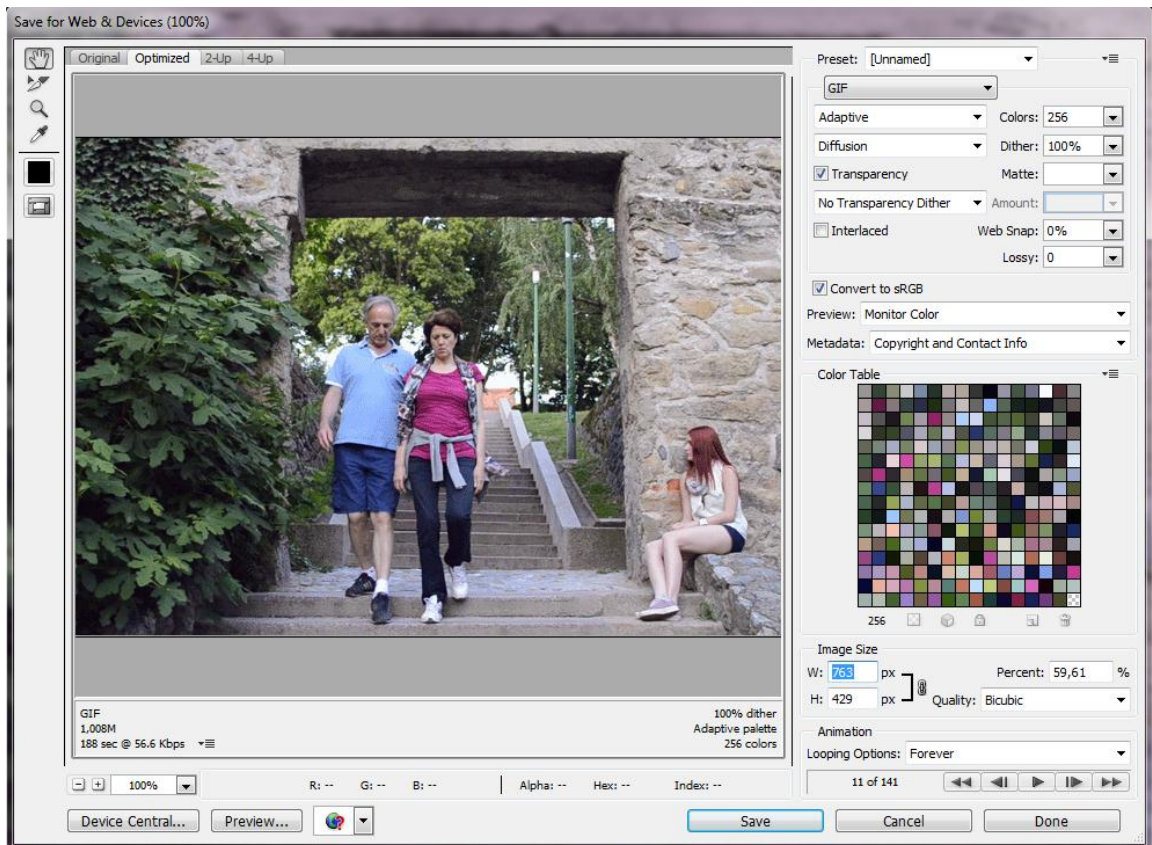 Save for Web & Devices (100%)
Original Optimized 2-Up 4-Up
Preset: [Unnamed]
GIF
Adaptive Colors: 256
Diffusion Dither: 100%
Transparency Matte:
No Transparency Dither Amount:
Interlaced Web Snap: 0%
Lossy: 0
Convert to sRGB
Preview: Monitor Color
Metadata: Copyright and Contact Info
Color Table
256
Image Size
W: 763 px Percent: 59,61 %
H: 429 px Quality: Bicubic
GIF 100% dither
1,008M Adaptive palette
188 sec @ 56.6 Kbps 256 colors
Animation
Looping Options: Forever
11 of 141
100% R: -- G: -- B: -- Alpha: -- Hex: -- Index: --
Device Central... Preview... Save Cancel Done